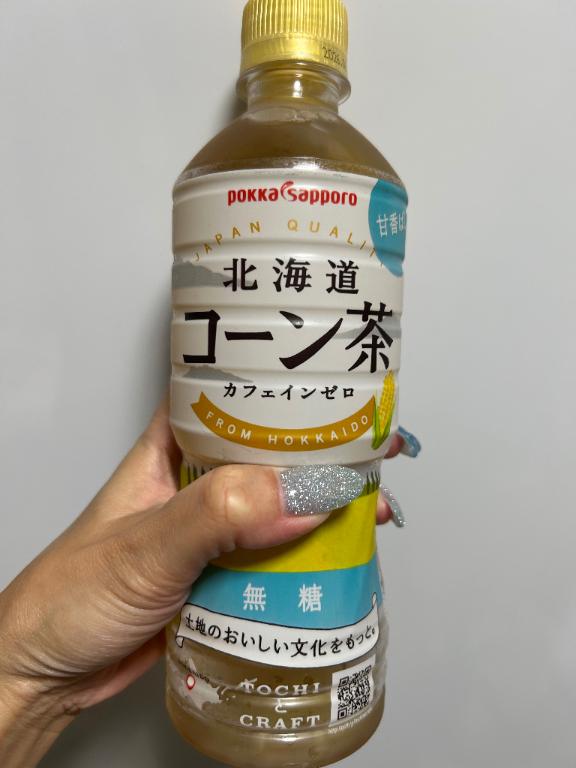 pokka sapporo
甘香ば
JAPAN QUALITY
北海道
コーン茶
カフェインゼロ
FROM HOKKAIDO
無糖
土地のおいしい文化をもっと。
TOCHI
と
CRAFT